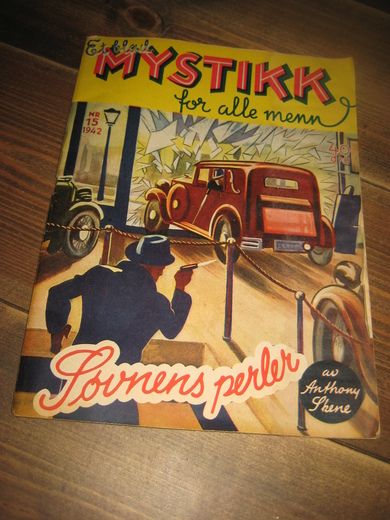 Et blad
MYSTIKK
for alle menn
NR
15
1942
Søvnens perler
av
Anthony
Skene